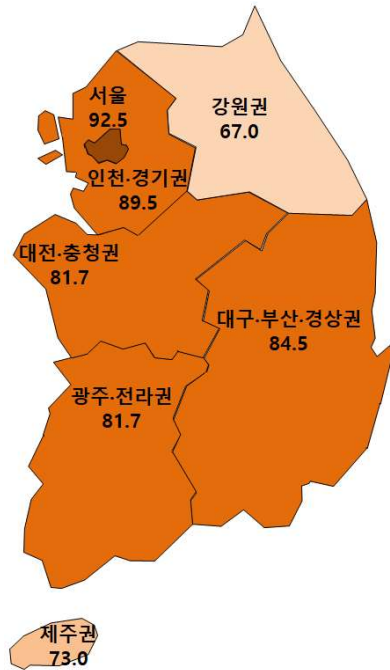 서울
92.5
강원권
67.0
인천·경기권
89.5
대전·충청권
81.7
대구·부산·경상권
84.5
광주·전라권
81.7
제주권
73.0